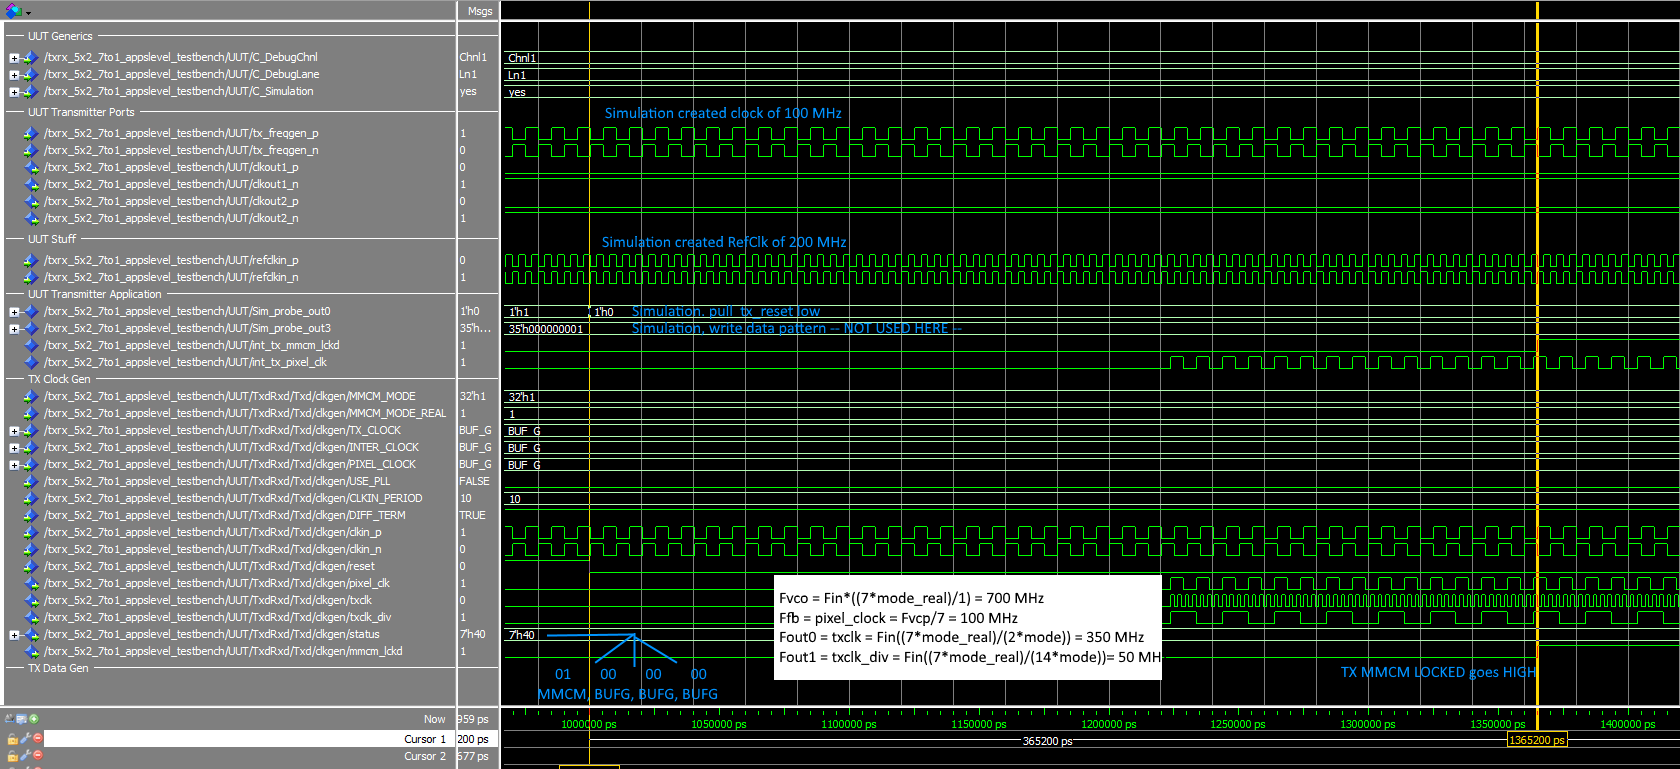 Msgs
UUT Generics
/txrx_5x2_7to1_appslevel_testbench/UUT/C_DebugChnl Chnl1 Chnl1
/txrx_5x2_7to1_appslevel_testbench/UUT/C_DebugLane Ln1 Ln1
/txrx_5x2_7to1_appslevel_testbench/UUT/C_Simulation yes yes
UUT Transmitter Ports
Simulation created clock of 100 MHz
/txrx_5x2_7to1_appslevel_testbench/UUT/tx_freqgen_p 1
/txrx_5x2_7to1_appslevel_testbench/UUT/tx_freqgen_n 0
/txrx_5x2_7to1_appslevel_testbench/UUT/clkout1_p 0
/txrx_5x2_7to1_appslevel_testbench/UUT/clkout1_n 1
/txrx_5x2_7to1_appslevel_testbench/UUT/clkout2_p 0
/txrx_5x2_7to1_appslevel_testbench/UUT/clkout2_n 1
UUT Stuff
Simulation created RefClk of 200 MHz
/txrx_5x2_7to1_appslevel_testbench/UUT/refclkin_p 0
/txrx_5x2_7to1_appslevel_testbench/UUT/refclkin_n 1
UUT Transmitter Application
/txrx_5x2_7to1_appslevel_testbench/UUT/Sim_probe_out0 1'h0 1'h1 1'h0 Simulation. pull tx_reset low
/txrx_5x2_7to1_appslevel_testbench/UUT/Sim_probe_out3 35'h... 35'h000000001 Simulation, write data pattern -- NOT USED HERE --
/txrx_5x2_7to1_appslevel_testbench/UUT/int_tx_mmcm_lckd 1
/txrx_5x2_7to1_appslevel_testbench/UUT/int_tx_pixel_clk 1
TX Clock Gen
/txrx_5x2_7to1_appslevel_testbench/UUT/TxdRxd/Txd/clkgen/MMCM_MODE 32'h1 32'h1
/txrx_5x2_7to1_appslevel_testbench/UUT/TxdRxd/Txd/clkgen/MMCM_MODE_REAL 1 1
/txrx_5x2_7to1_appslevel_testbench/UUT/TxdRxd/Txd/clkgen/TX_CLOCK BUF_G BUF_G
/txrx_5x2_7to1_appslevel_testbench/UUT/TxdRxd/Txd/clkgen/INTER_CLOCK BUF_G BUF_G
/txrx_5x2_7to1_appslevel_testbench/UUT/TxdRxd/Txd/clkgen/PIXEL_CLOCK BUF_G BUF_G
/txrx_5x2_7to1_appslevel_testbench/UUT/TxdRxd/Txd/clkgen/USE_PLL FALSE
/txrx_5x2_7to1_appslevel_testbench/UUT/TxdRxd/Txd/clkgen/CLKIN_PERIOD 10 10
/txrx_5x2_7to1_appslevel_testbench/UUT/TxdRxd/Txd/clkgen/DIFF_TERM TRUE
/txrx_5x2_7to1_appslevel_testbench/UUT/TxdRxd/Txd/clkgen/clkin_p 1
/txrx_5x2_7to1_appslevel_testbench/UUT/TxdRxd/Txd/clkgen/clkin_n 0
/txrx_5x2_7to1_appslevel_testbench/UUT/TxdRxd/Txd/clkgen/reset 0
/txrx_5x2_7to1_appslevel_testbench/UUT/TxdRxd/Txd/clkgen/pixel_clk 1
/txrx_5x2_7to1_appslevel_testbench/UUT/TxdRxd/Txd/clkgen/txclk 0
/txrx_5x2_7to1_appslevel_testbench/UUT/TxdRxd/Txd/clkgen/txclk_div 1
/txrx_5x2_7to1_appslevel_testbench/UUT/TxdRxd/Txd/clkgen/status 7'h40 7'h40
/txrx_5x2_7to1_appslevel_testbench/UUT/TxdRxd/Txd/clkgen/mmcm_lckd 1
TX Data Gen
Fvco = Fin*((7*mode_real)/1) = 700 MHz
Ffb = pixel_clock = Fvcp/7 = 100 MHz
Fout0 = txclk = Fin((7*mode_real)/(2*mode)) = 350 MHz
Fout1 = txclk_div = Fin((7*mode_real)/(14*mode))= 50 MH
01 00 00 00
MMCM, BUFG, BUFG, BUFG
TX MMCM LOCKED goes HIGH
Now 959 ps 1000000 ps 1050000 ps 1100000 ps 1150000 ps 1200000 ps 1250000 ps 1300000 ps 1350000 ps 1400000 ps
Cursor 1 200 ps 365200 ps 1365200 ps
Cursor 2 677 ps